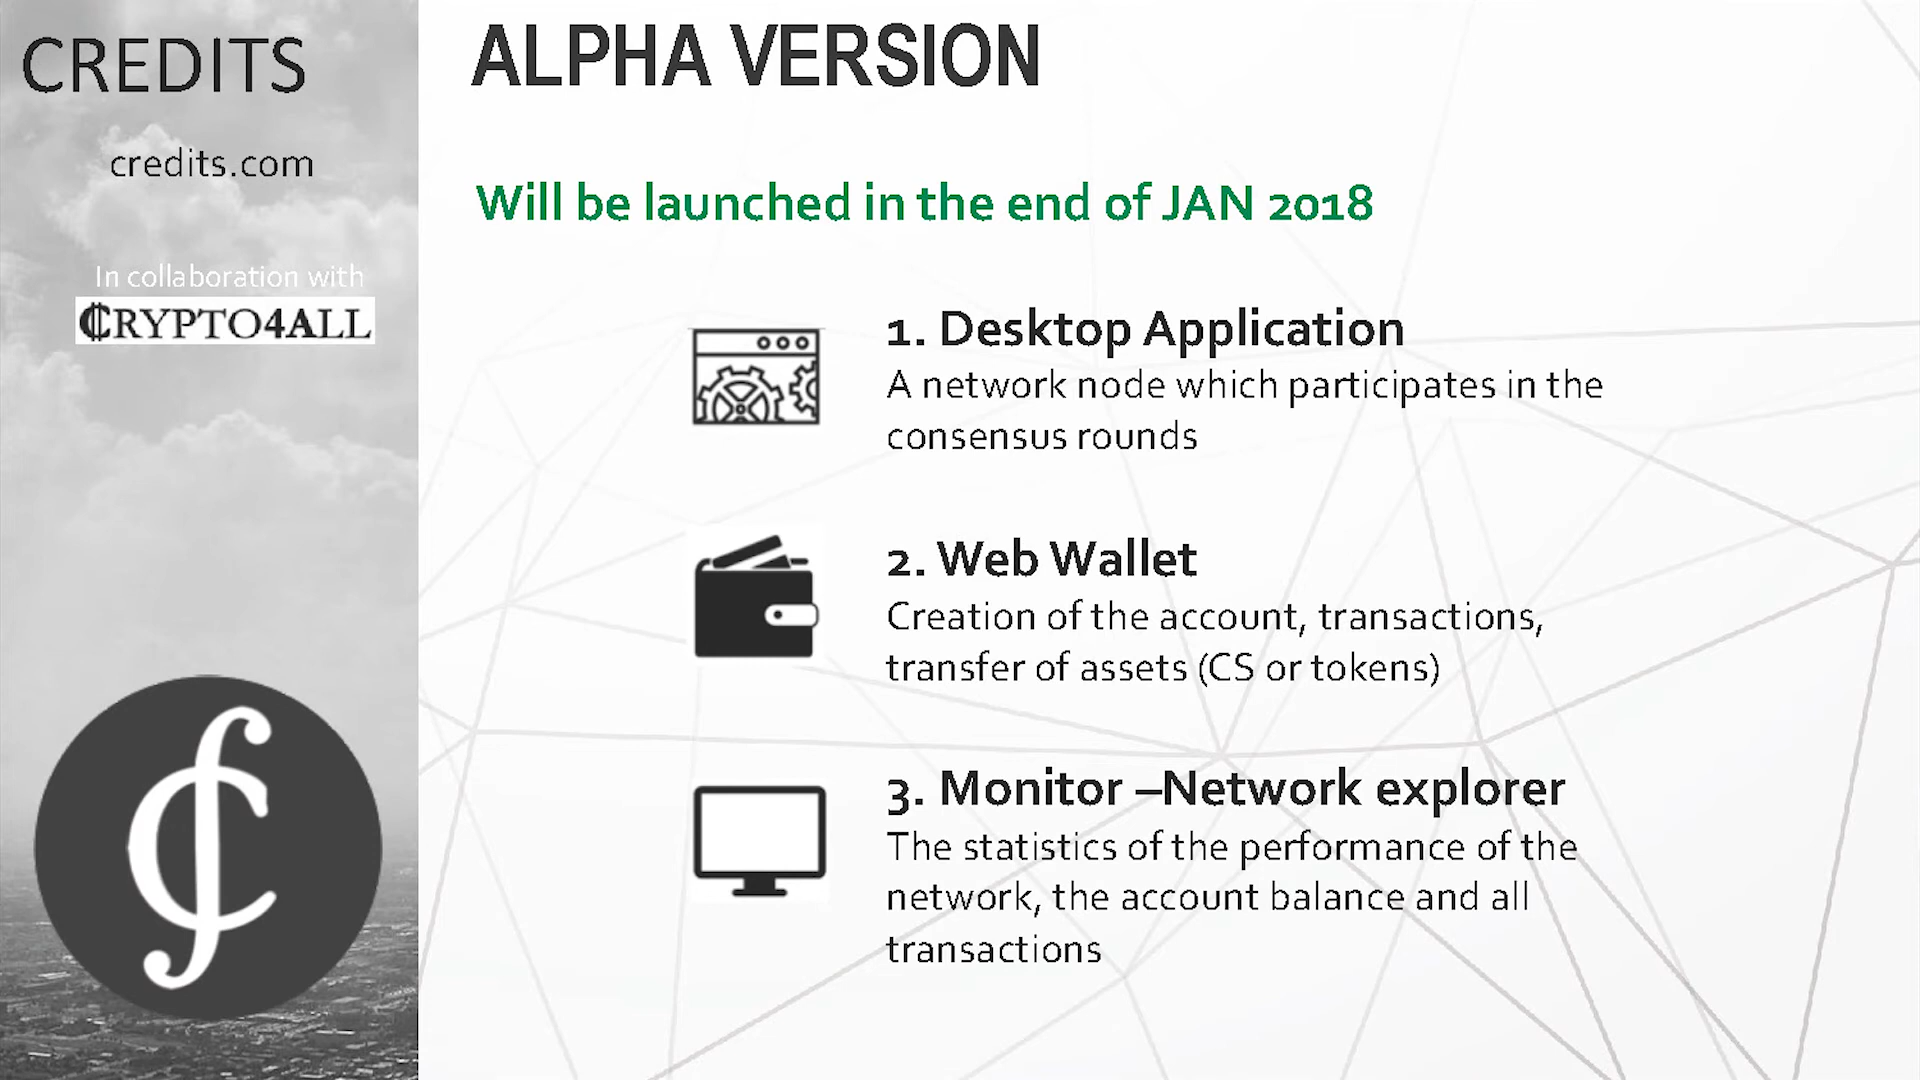 CREDITS
credits.com
In collaboration with
₵RYPTO4ALL
ALPHA VERSION
Will be launched in the end of JAN 2018
1. Desktop Application
A network node which participates in the
consensus rounds
2. Web Wallet
Creation of the account, transactions,
transfer of assets (CS or tokens)
3. Monitor –Network explorer
The statistics of the performance of the
network, the account balance and all
transactions